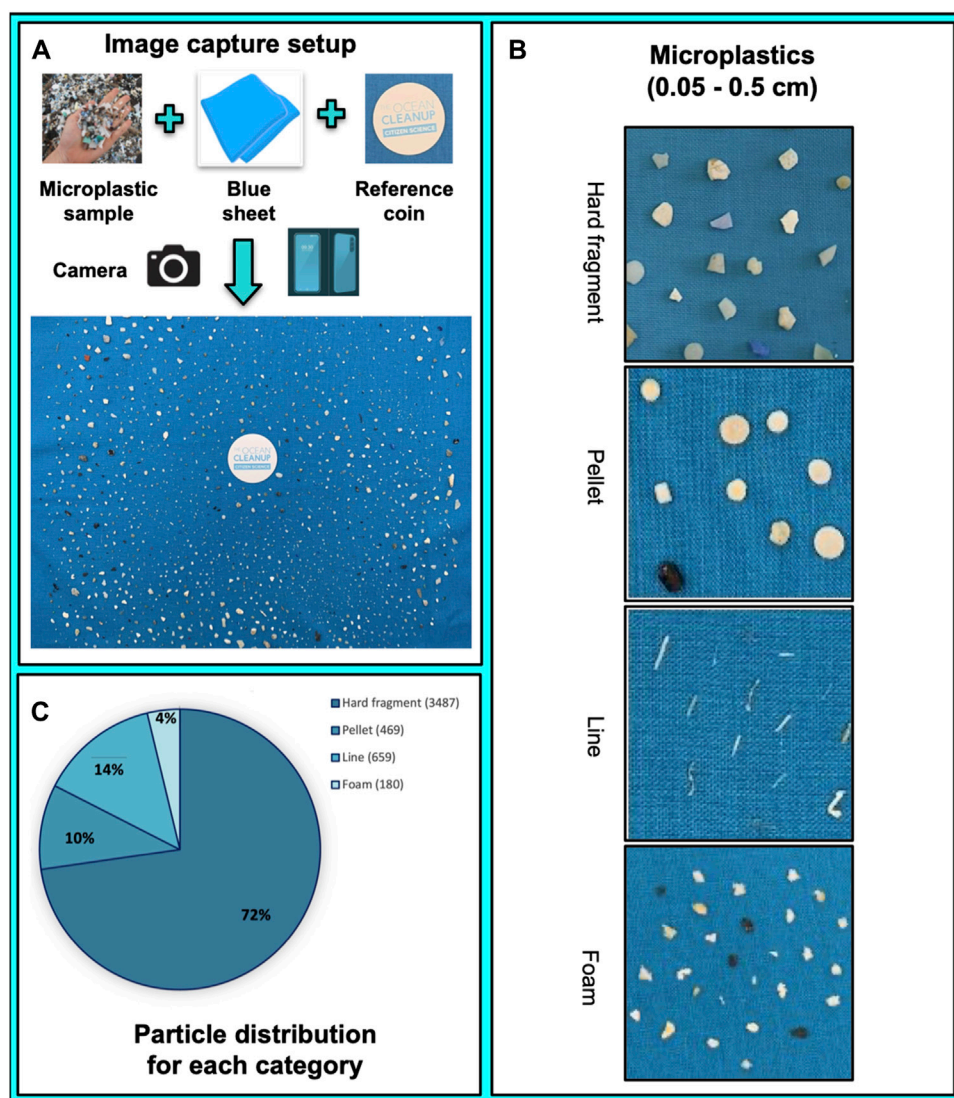 A
Image capture setup
Microplastic
sample
Blue
sheet
OCEAN
CLEANUP
CITIZEN SCIENCE
Reference
coin
Camera
OCEAN
CLEANUP
CITIZEN SCIENCE
B
Microplastics
(0.05 - 0.5 cm)
Hard fragment
Pellet
Line
Foam
C
4%
14%
10%
72%
Hard fragment (3487)
Pellet (469)
Line (659)
Foam (180)
Particle distribution
for each category